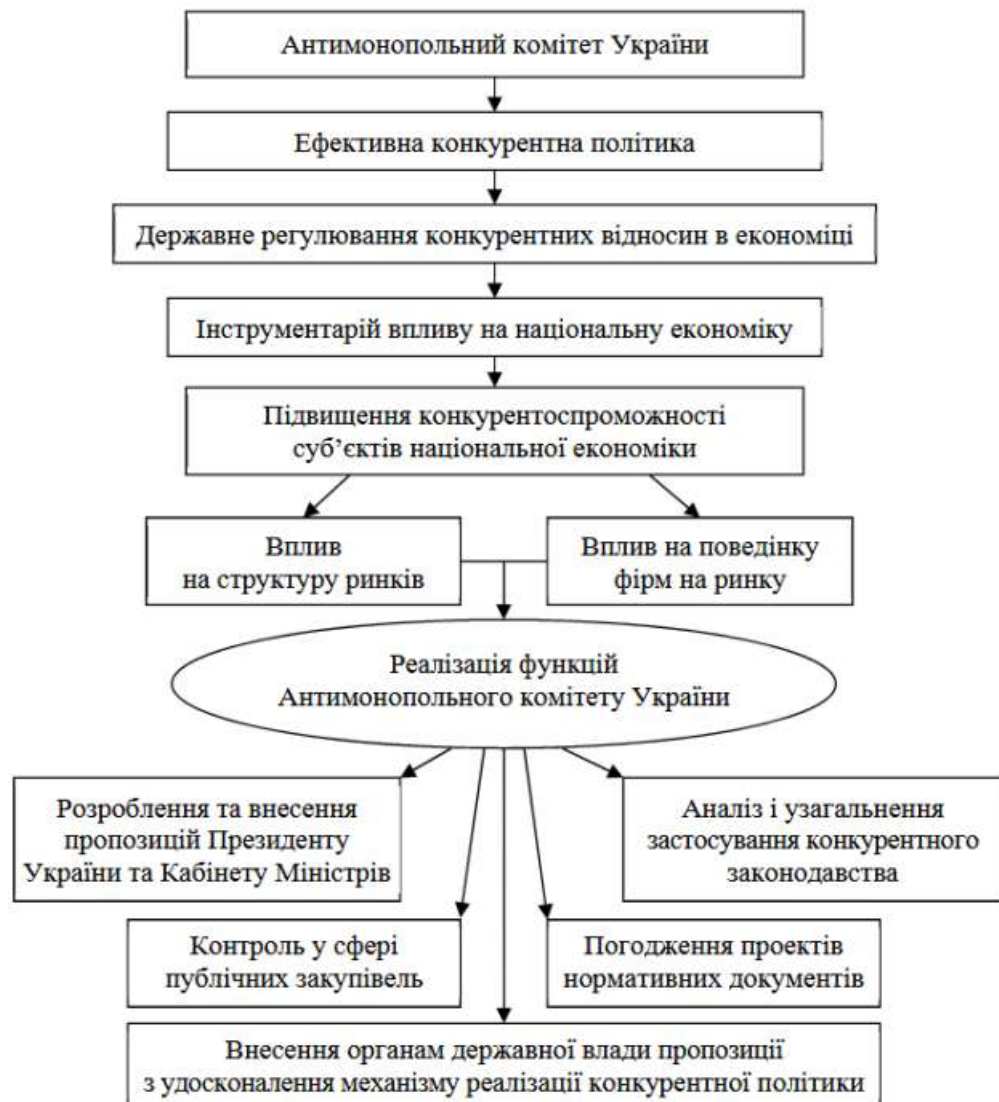 Антимонопольний комітет України
Ефективна конкурентна політика
Державне регулювання конкурентних відносин в економіці
Інструментарій впливу на національну економіку
Підвищення конкурентоспроможності
суб’єктів національної економіки
Вплив
на структуру ринків
Вплив на поведінку
фірм на ринку
Реалізація функцій
Антимонопольного комітету України
Розроблення та внесення
пропозицій Президенту
України та Кабінету Міністрів
Аналіз і узагальнення
застосування конкурентного
законодавства
Контроль у сфері
публічних закупівель
Погодження проектів
нормативних документів
Внесення органам державної влади пропозиції
з удосконалення механізму реалізації конкурентної політики